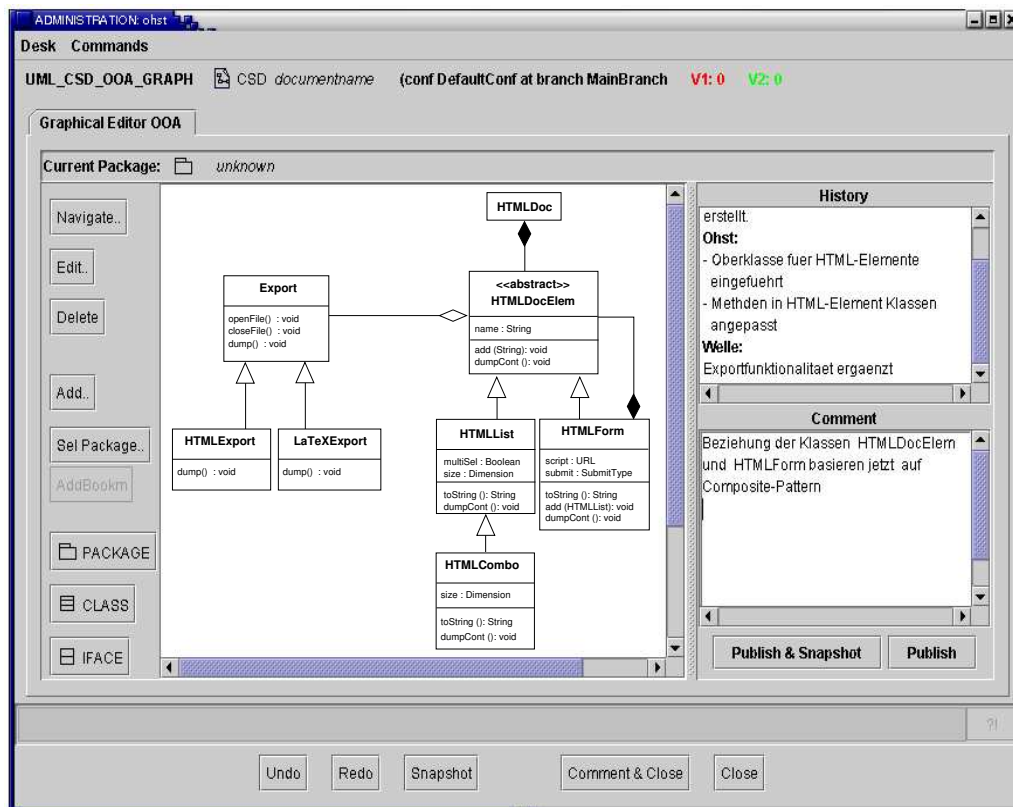 ADMINISTRATION: ohst
Desk Commands
UML_CSD_OOA_GRAPH CSD documentname (conf DefaultConf at branch MainBranch V1: 0 V2: 0
Graphical Editor OOA
Current Package: unknown
Navigate..
Edit..
Delete
Add..
Sel Package..
AddBookm
PACKAGE
CLASS
IFACE
HTMLDoc
<<abstract>>
HTMLDocElem
name : String
add (String): void
dumpCont (): void
Export
openFile() : void
closeFile() : void
dump() : void
HTMLExport
dump() : void
LaTeXExport
dump() : void
HTMLList
multiSel : Boolean
size : Dimension
toString (): String
dumpCont (): void
HTMLForm
script : URL
submit : SubmitType
toString (): String
add (HTMLList): void
dumpCont (): void
HTMLCombo
size : Dimension
toString (): String
dumpCont (): void
History
erstellt.
Ohst:
- Oberklasse fuer HTML-Elemente
eingefuehrt
- Methden in HTML-Element Klassen
angepasst
Welle:
Exportfunktionalitaet ergaenzt
Comment
Beziehung der Klassen HTMLDocElem
und HTMLForm basieren jetzt auf
Composite-Pattern
Publish & Snapshot
Publish
?!
Undo
Redo
Snapshot
Comment & Close
Close